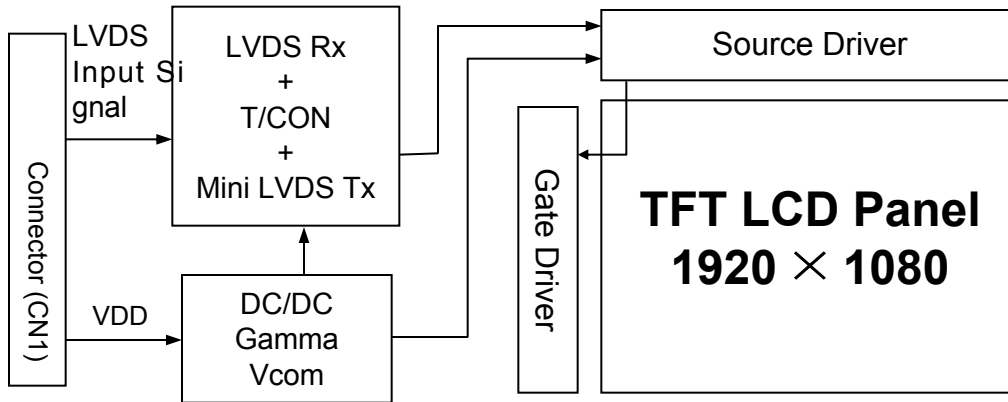 LVDS
Input Si
gnal
LVDS Rx
+
T/CON
+
Mini LVDS Tx
Source Driver
Connector (CN1)
Gate Driver
TFT LCD Panel
1920 × 1080
VDD
DC/DC
Gamma
Vcom